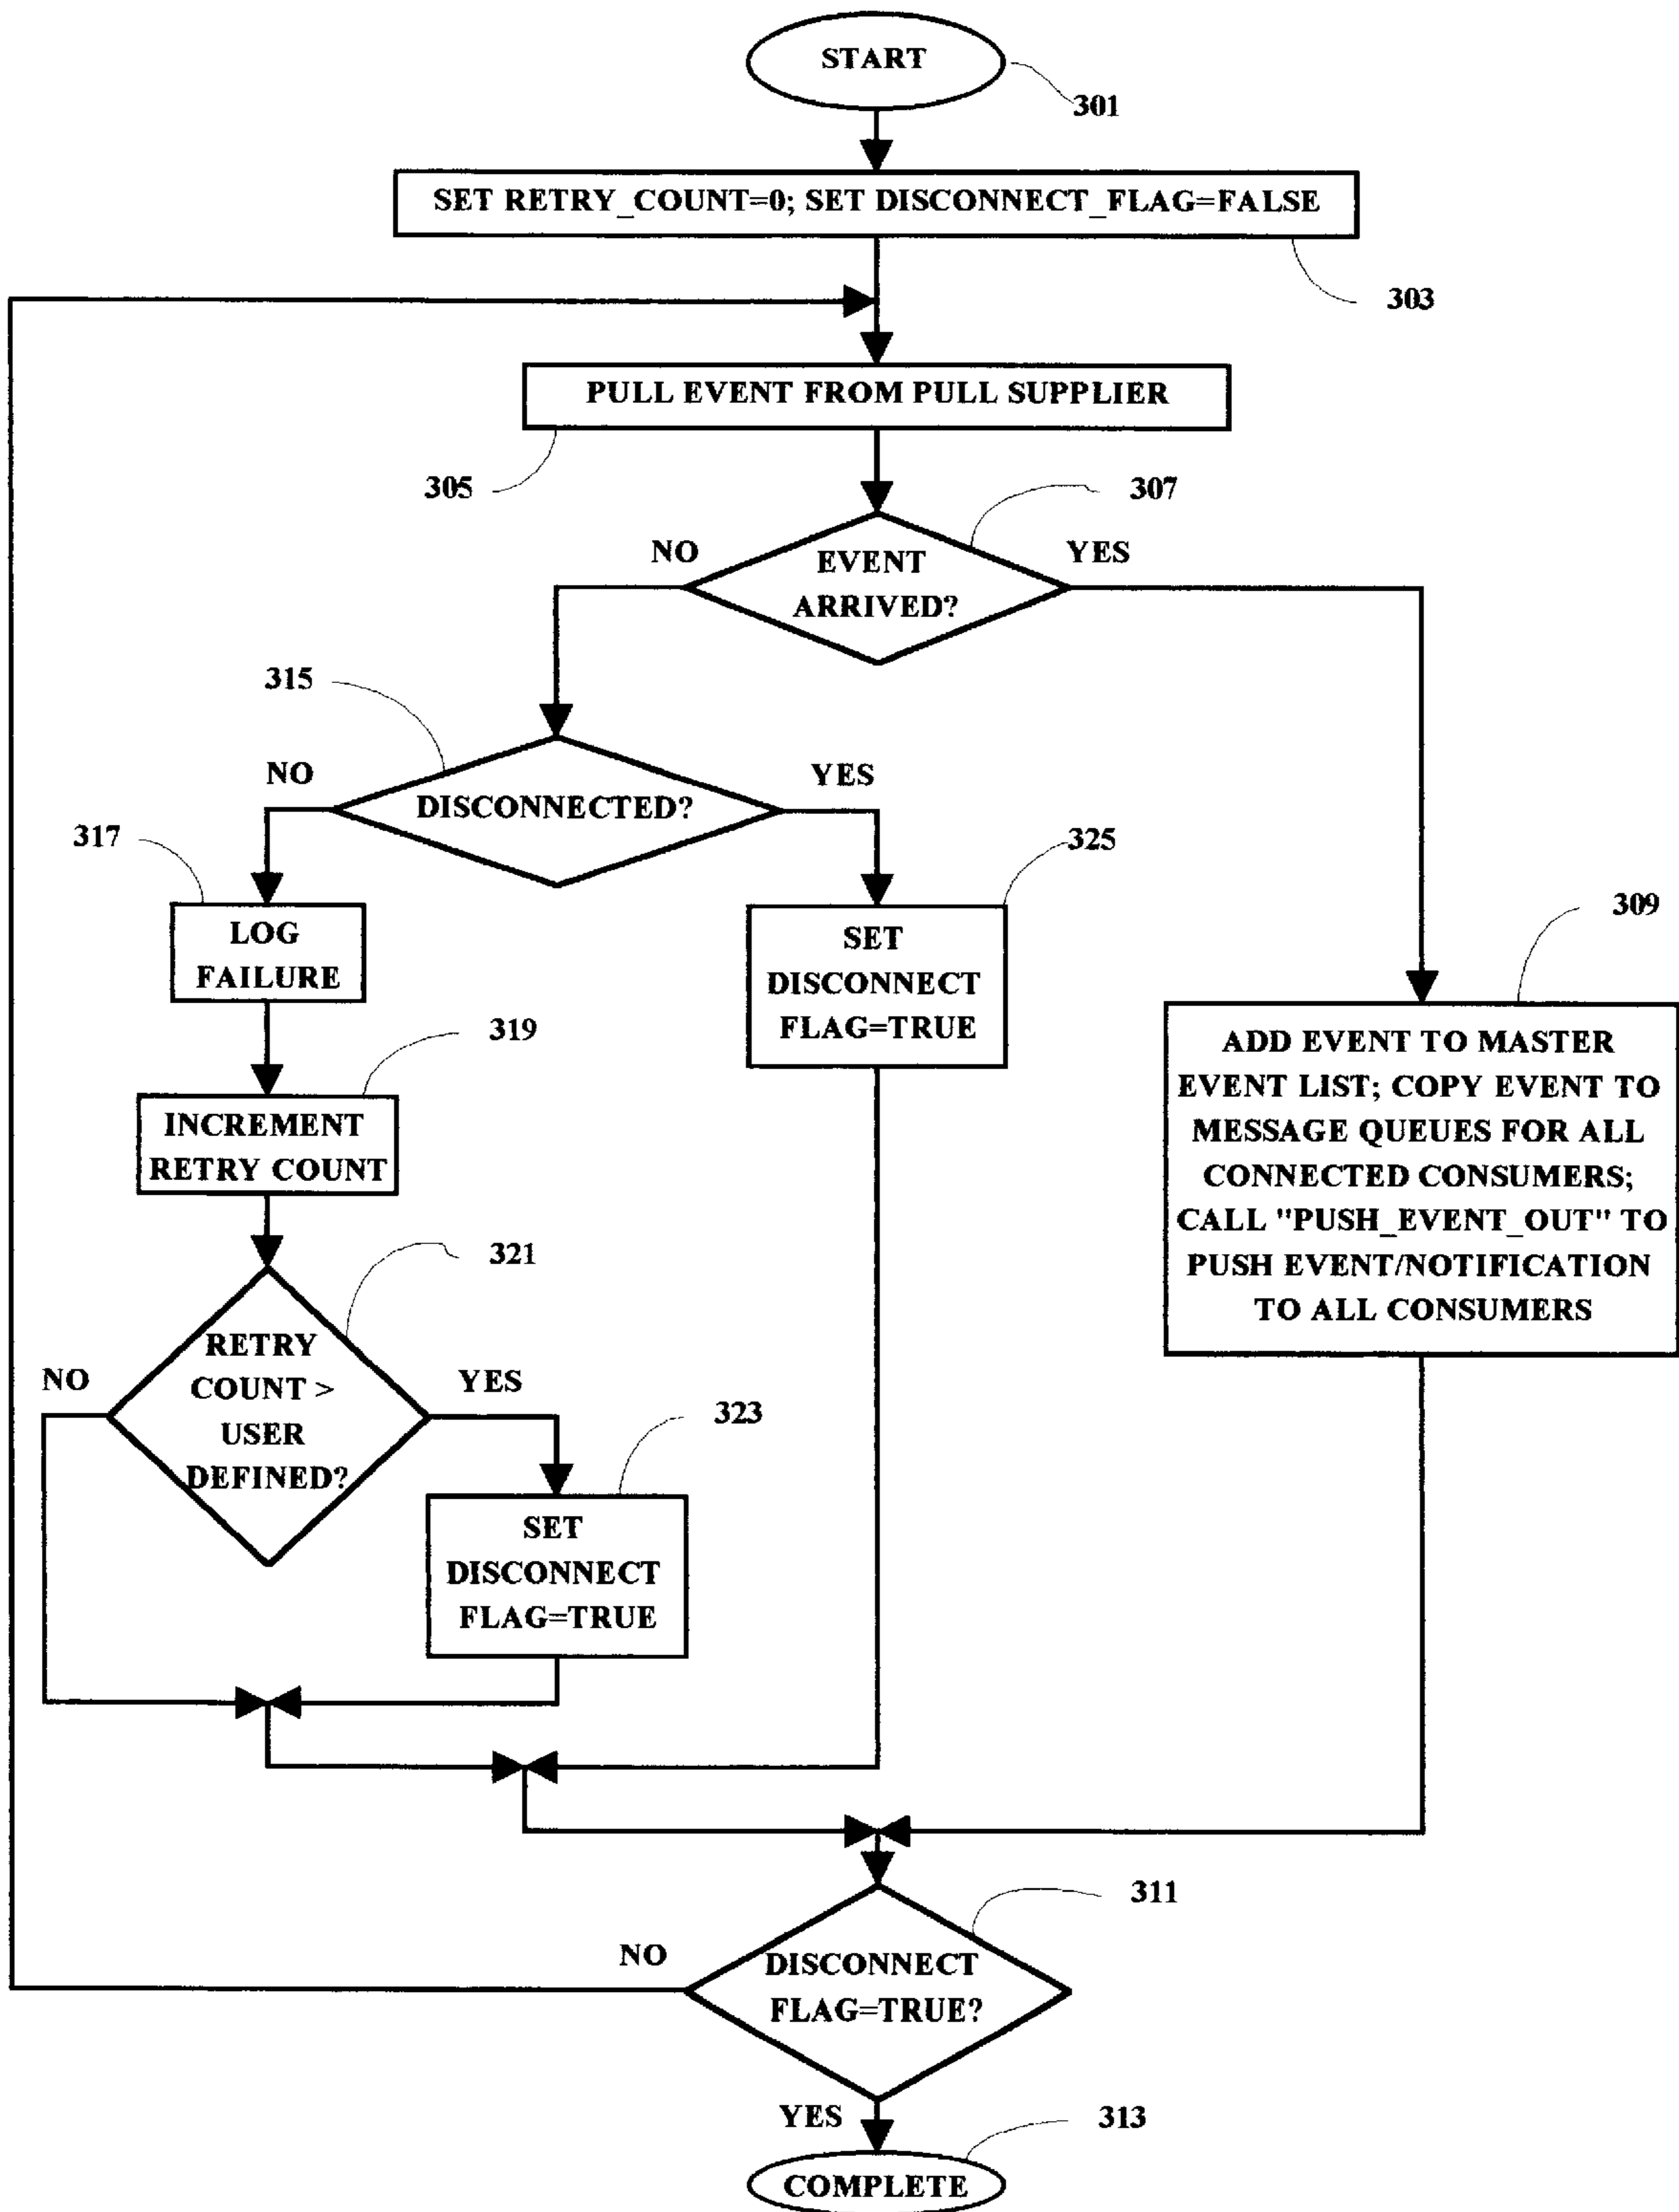 START
301
SET RETRY_COUNT=0; SET DISCONNECT_FLAG=FALSE
303
PULL EVENT FROM PULL SUPPLIER
305
307
NO
YES
EVENT
ARRIVED?
315
NO
YES
DISCONNECTED?
317
325
LOG
FAILURE
SET
DISCONNECT
FLAG=TRUE
309
ADD EVENT TO MASTER
EVENT LIST; COPY EVENT TO
MESSAGE QUEUES FOR ALL
CONNECTED CONSUMERS;
CALL "PUSH_EVENT_OUT" TO
PUSH EVENT/NOTIFICATION
TO ALL CONSUMERS
319
INCREMENT
RETRY COUNT
321
RETRY
COUNT >
USER
DEFINED?
NO
YES
323
SET
DISCONNECT
FLAG=TRUE
311
NO
DISCONNECT
FLAG=TRUE?
YES
313
COMPLETE